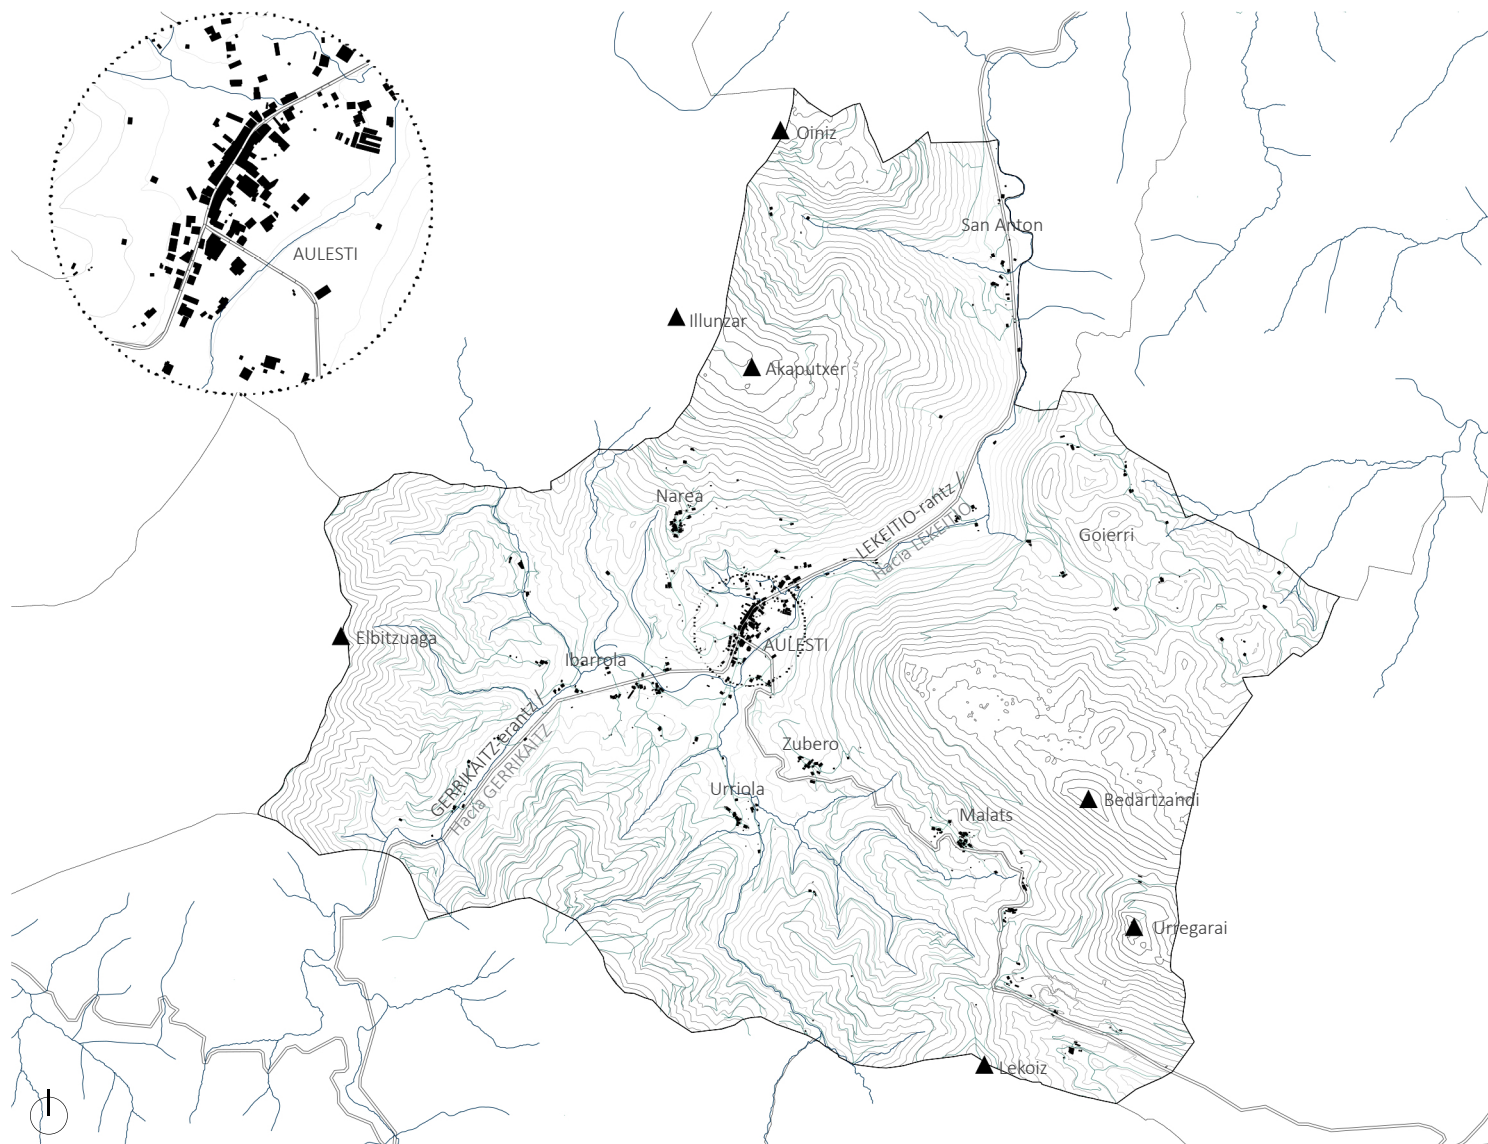 Oiniz
San Anton
AULESTI
Illunzar
Akaputxer
Narea
LEKEITIO-rantz /
Hacia LEKEITIO
Goierri
Elbitzuaga
AULESTI
Ibarrola
GERRIKAITZ-erantz /
Hacia GERRIKAITZ
Zubero
Urriola
Bedartzandi
Malats
Urregarai
Lekoiz